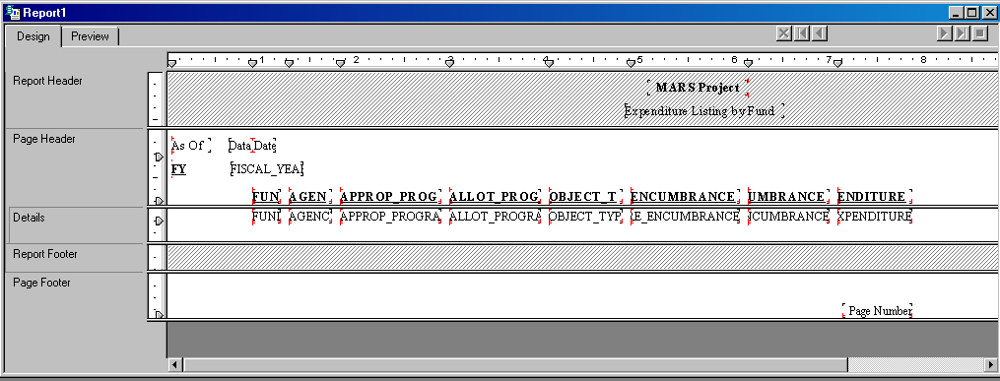 Report1
Design Preview
1 2 3 4 5 6 7 8
Report Header
MARS Project
Expenditure Listing by Fund
Page Header
As Of Data Date
FY FISCAL_YEA
FUN AGEN APPROP_PROG ALLOT_PROG OBJECT_T ENCUMBRANCE UMBRANCE ENDITURE
Details FUN AGENC APPROP_PROGRA ALLOT_PROGRA OBJECT_TYP E_ENCUMBRANCE CUMBRANCE XPENDITURE
Report Footer
Page Footer
Page Number